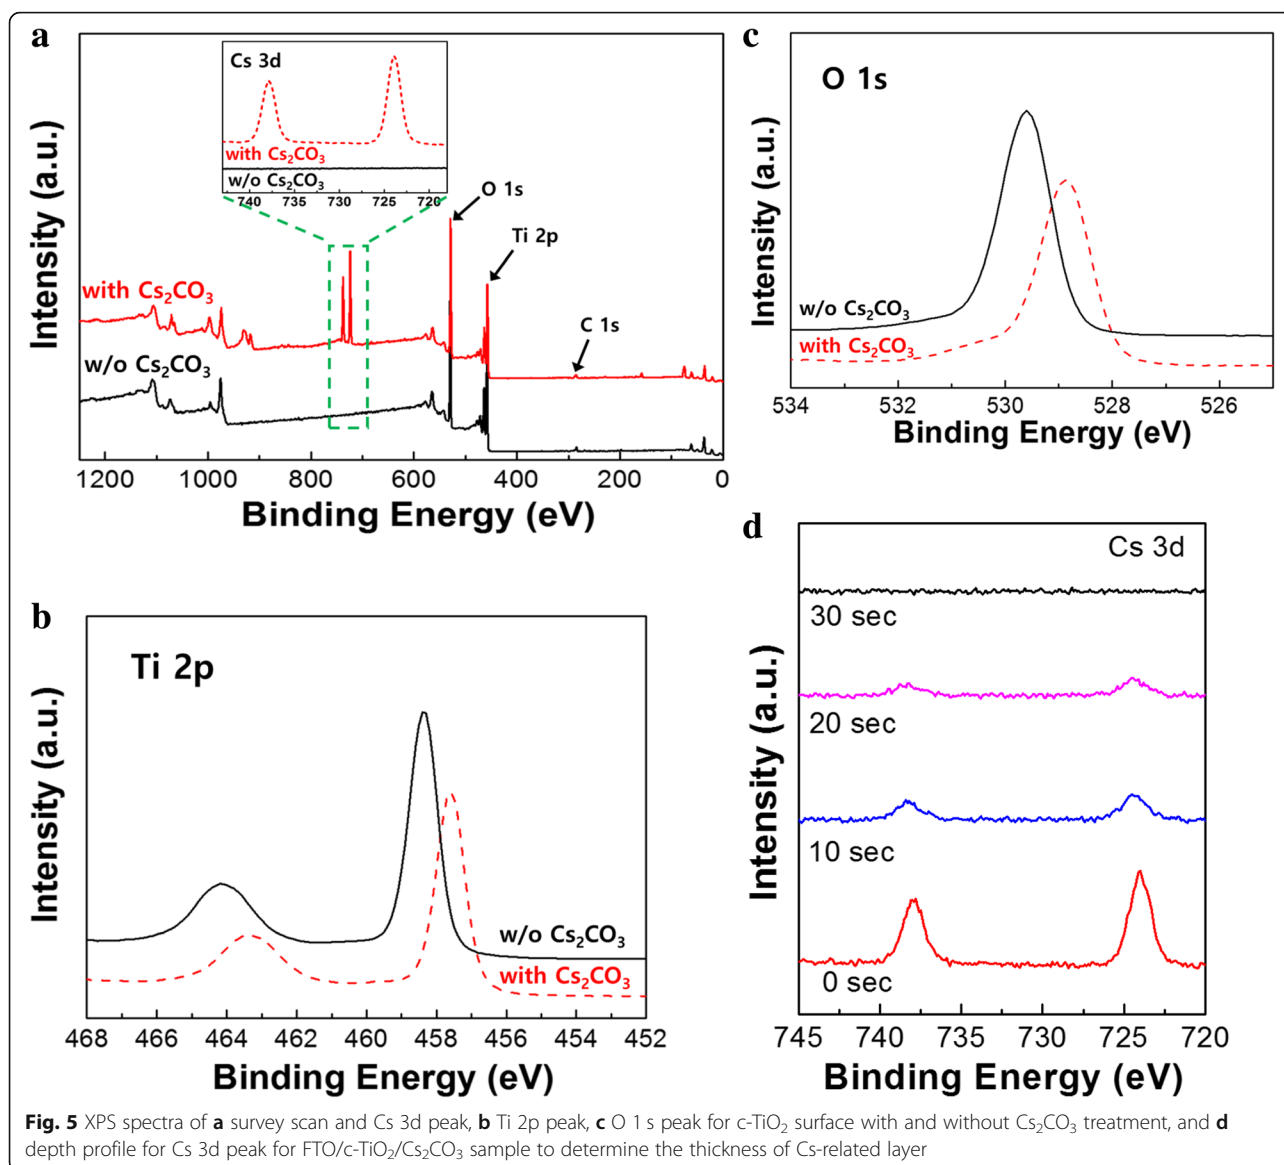 a
Cs 3d
with Cs₂CO₃
w/o Cs₂CO₃
740 735 730 725 720
O 1s
Ti 2p
C 1s
with Cs₂CO₃
w/o Cs₂CO₃
Intensity (a.u.)
1200 1000 800 600 400 200 0
Binding Energy (eV)
c
O 1s
w/o Cs₂CO₃
with Cs₂CO₃
Intensity (a.u.)
534 532 530 528 526
Binding Energy (eV)
b
Ti 2p
w/o Cs₂CO₃
with Cs₂CO₃
Intensity (a.u.)
468 466 464 462 460 458 456 454 452
Binding Energy (eV)
d
Cs 3d
30 sec
20 sec
10 sec
0 sec
Intensity (a.u.)
745 740 735 730 725 720
Binding Energy (eV)
Fig. 5 XPS spectra of a survey scan and Cs 3d peak, b Ti 2p peak, c O 1 s peak for c-TiO₂ surface with and without Cs₂CO₃ treatment, and d
depth profile for Cs 3d peak for FTO/c-TiO₂/Cs₂CO₃ sample to determine the thickness of Cs-related layer